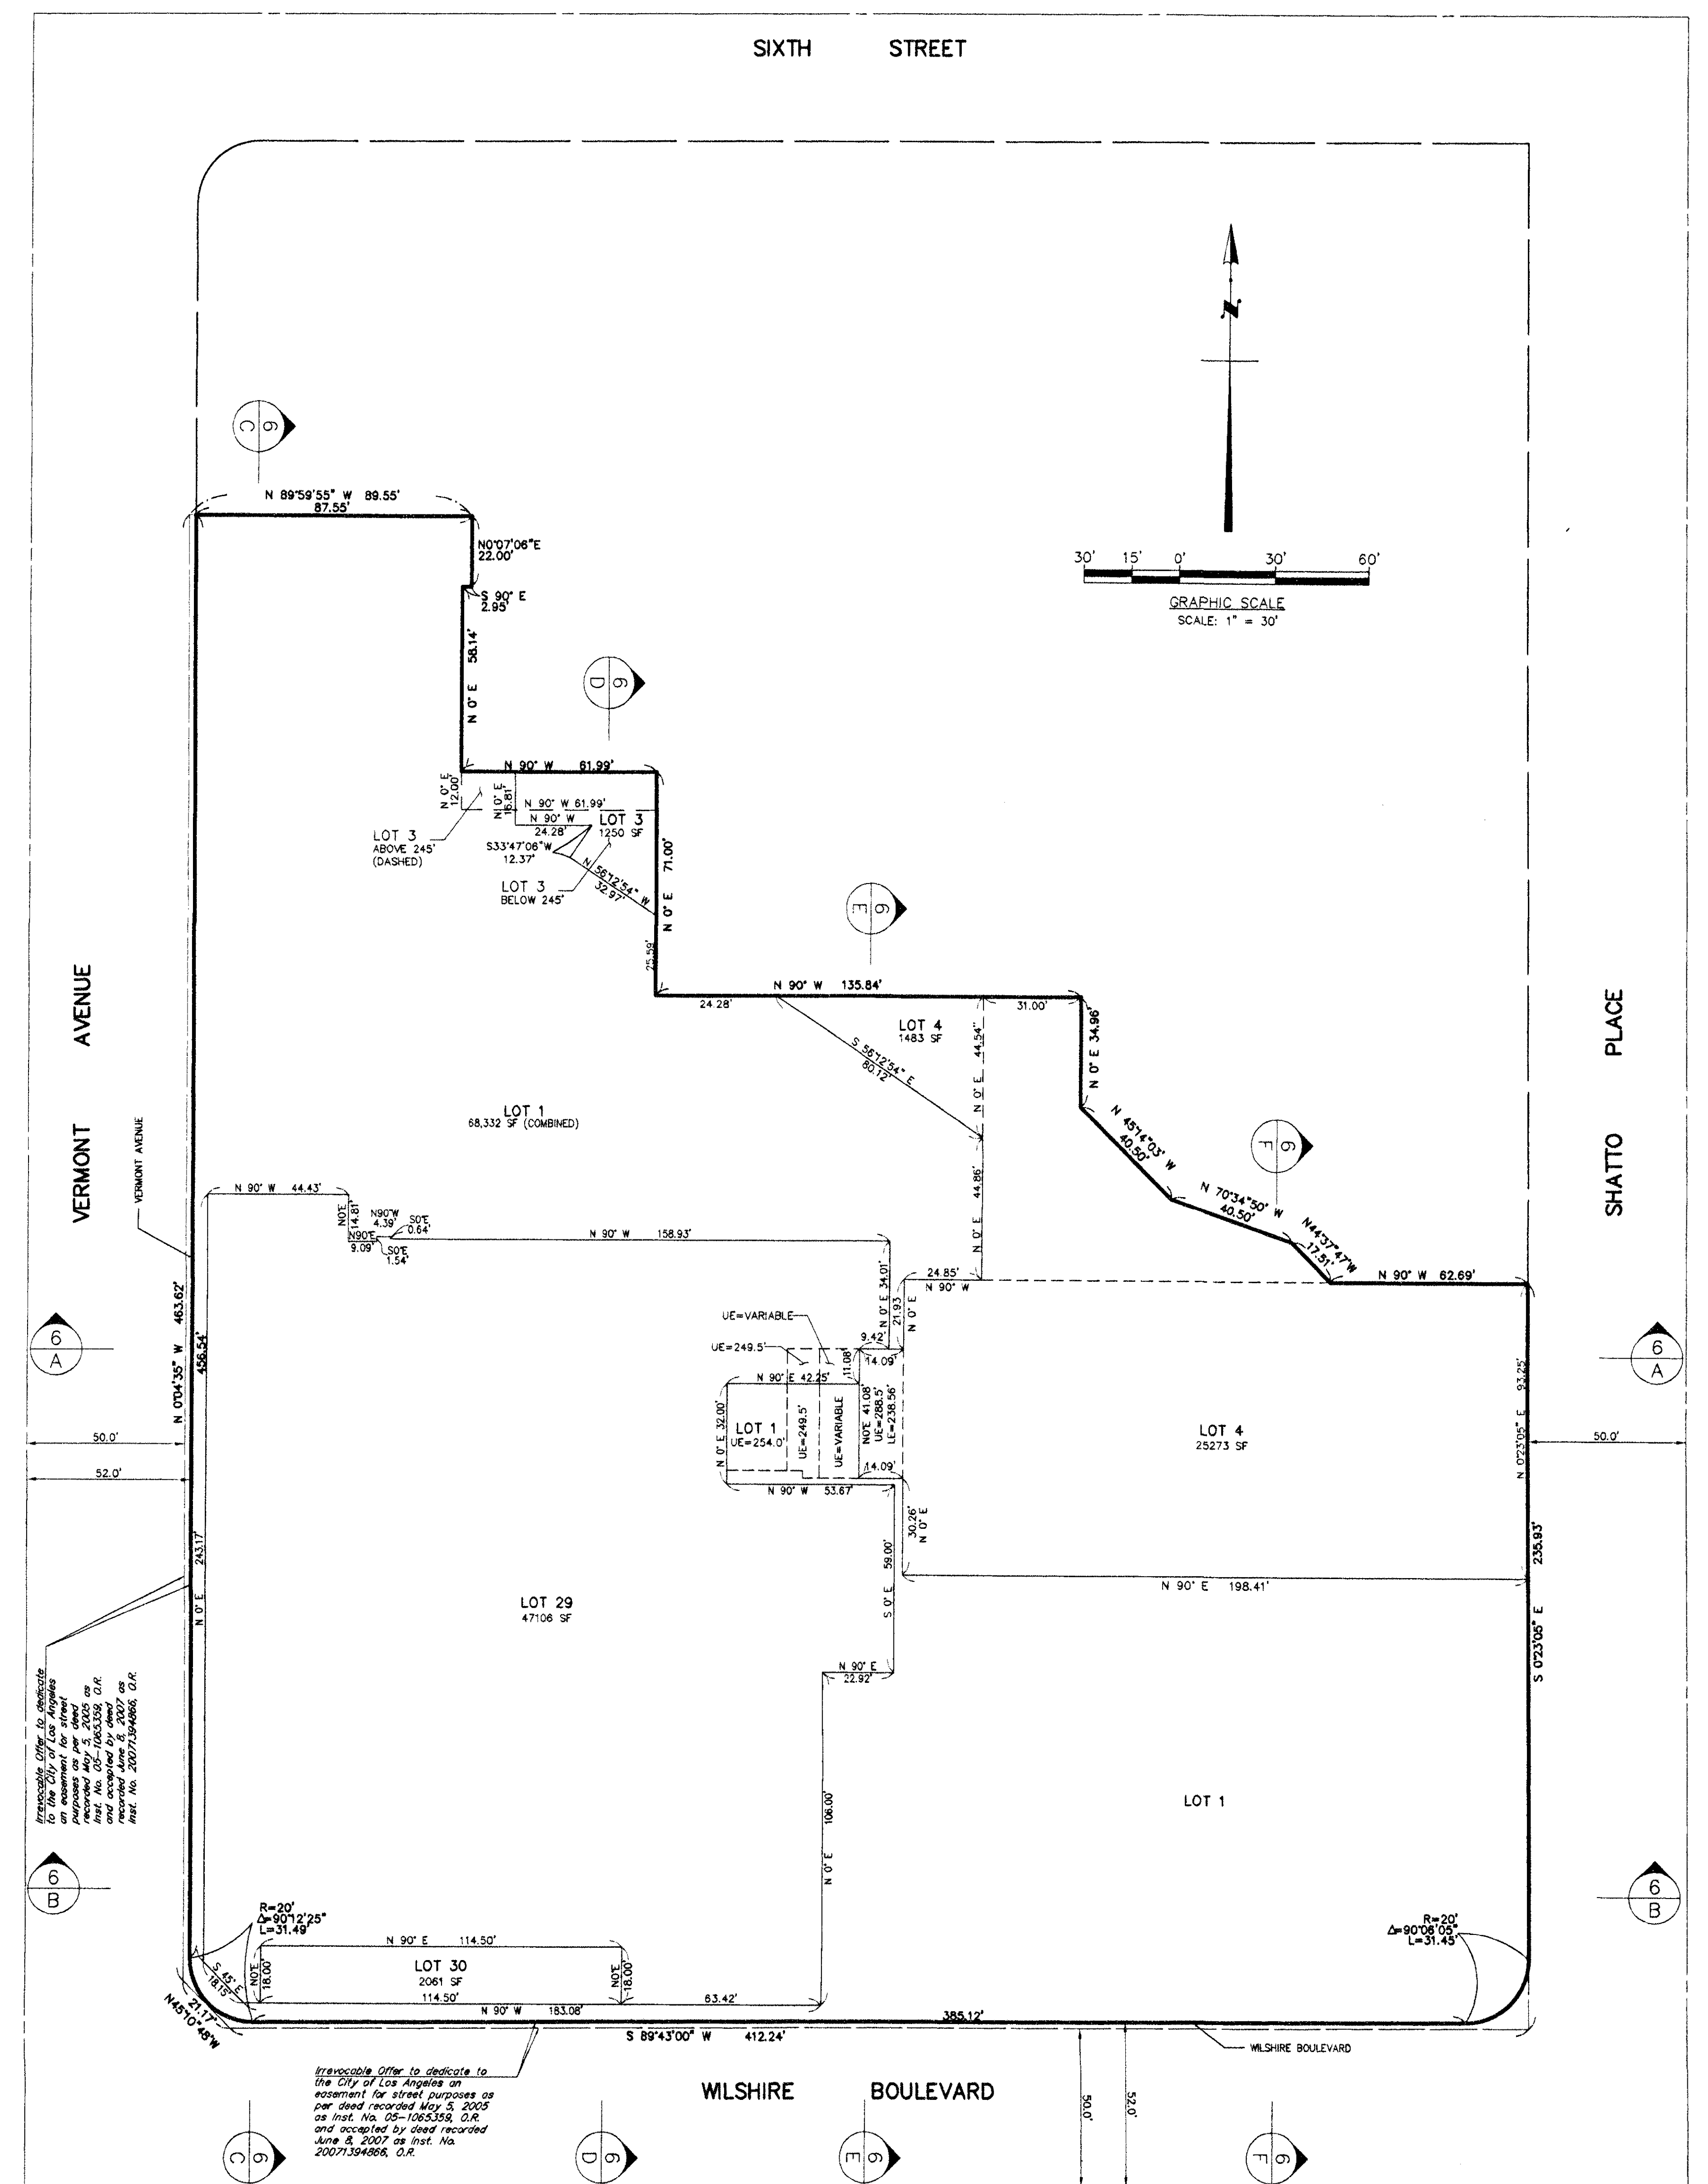 SIXTH STREET
6
C
N 89°59'55" W 89.55'
87.55'
N0°07'06"E
22.00'
S 90° E
2.95'
N 0° E 58.14'
30' 15' 0' 30' 60'
GRAPHIC SCALE
SCALE: 1" = 30'
6
D
N 90° W 61.99'
N 0° E
12.00'
N 0° E
16.81'
N 90° W 61.99'
N 90° W
24.28'
LOT 3
1250 SF
LOT 3
ABOVE 245'
(DASHED)
S33°47'06"W
12.37'
N 56°12'54" W
32.97'
LOT 3
BELOW 245'
N 0° E 71.00'
25.59'
6
E
N 90° W 135.84'
24.28'
31.00'
LOT 4
1483 SF
S 56°12'54" E
80.12'
N 0° E 44.54"
N 0° E 34.96'
N 45°14'03" W
40.50'
6
F
N 70°34'50" W
40.50'
N44°37'47"W
17.51'
N 90° W 62.69'
VERMONT AVENUE
VERMONT AVENUE
SHATTO PLACE
LOT 1
68,332 SF (COMBINED)
N 0° E 44.86'
N 90° W 44.43'
N0°E
14.81'
N90°W
4.39'
S0°E
0.64'
N90°E
9.09'
S0°E
1.54'
N 90° W 158.93'
N 0° E 34.01'
24.85'
N 90° W
21.93
N 0° E
UE=VARIABLE
UE=249.5'
9.42'
14.09'
11.08'
N 90° E 42.25'
N 0° E 32.00'
LOT 1
UE=254.0'
UE=249.5'
UE=VARIABLE
N0°E 41.08'
UE=288.5'
LE=238.56'
14.09'
N 90° W 53.67'
30.26'
N 0° E
S 0° E 59.00'
LOT 4
25273 SF
N 0°23'05" E 93.25'
6
A
6
A
N 0°04'35" W 463.62'
456.54'
50.0'
52.0'
50.0'
N 0° E 243.17'
S 0°23'05" E 235.93'
N 90° E 198.41'
LOT 29
47106 SF
N 90° E
22.92'
N 0° E 106.00'
LOT 1
Irrevocable Offer to dedicate
to the City of Los Angeles
an easement for street
purposes as per deed
recorded May 5, 2005 as
Inst. No. 05-1065359, O.R.
and accepted by deed
recorded June 8, 2007 as
Inst. No. 20071394866, O.R.
6
B
6
B
R=20'
Δ=90°12'25"
L=31.49'
R=20'
Δ=90°06'05"
L=31.45'
N 90° E 114.50'
N0°E
18.00'
LOT 30
2061 SF
N0°E
18.00'
114.50'
63.42'
N 90° W 183.08'
S 45° E
18.15'
21.17'
N45°10'48"W
385.12'
S 89°43'00" W 412.24'
WILSHIRE BOULEVARD
Irrevocable Offer to dedicate to
the City of Los Angeles an
easement for street purposes as
per deed recorded May 5, 2005
as Inst. No. 05-1065359, O.R.
and accepted by deed recorded
June 8, 2007 as Inst. No.
20071394866, O.R.
WILSHIRE BOULEVARD
50.0'
52.0'
6
C
6
D
6
E
6
F